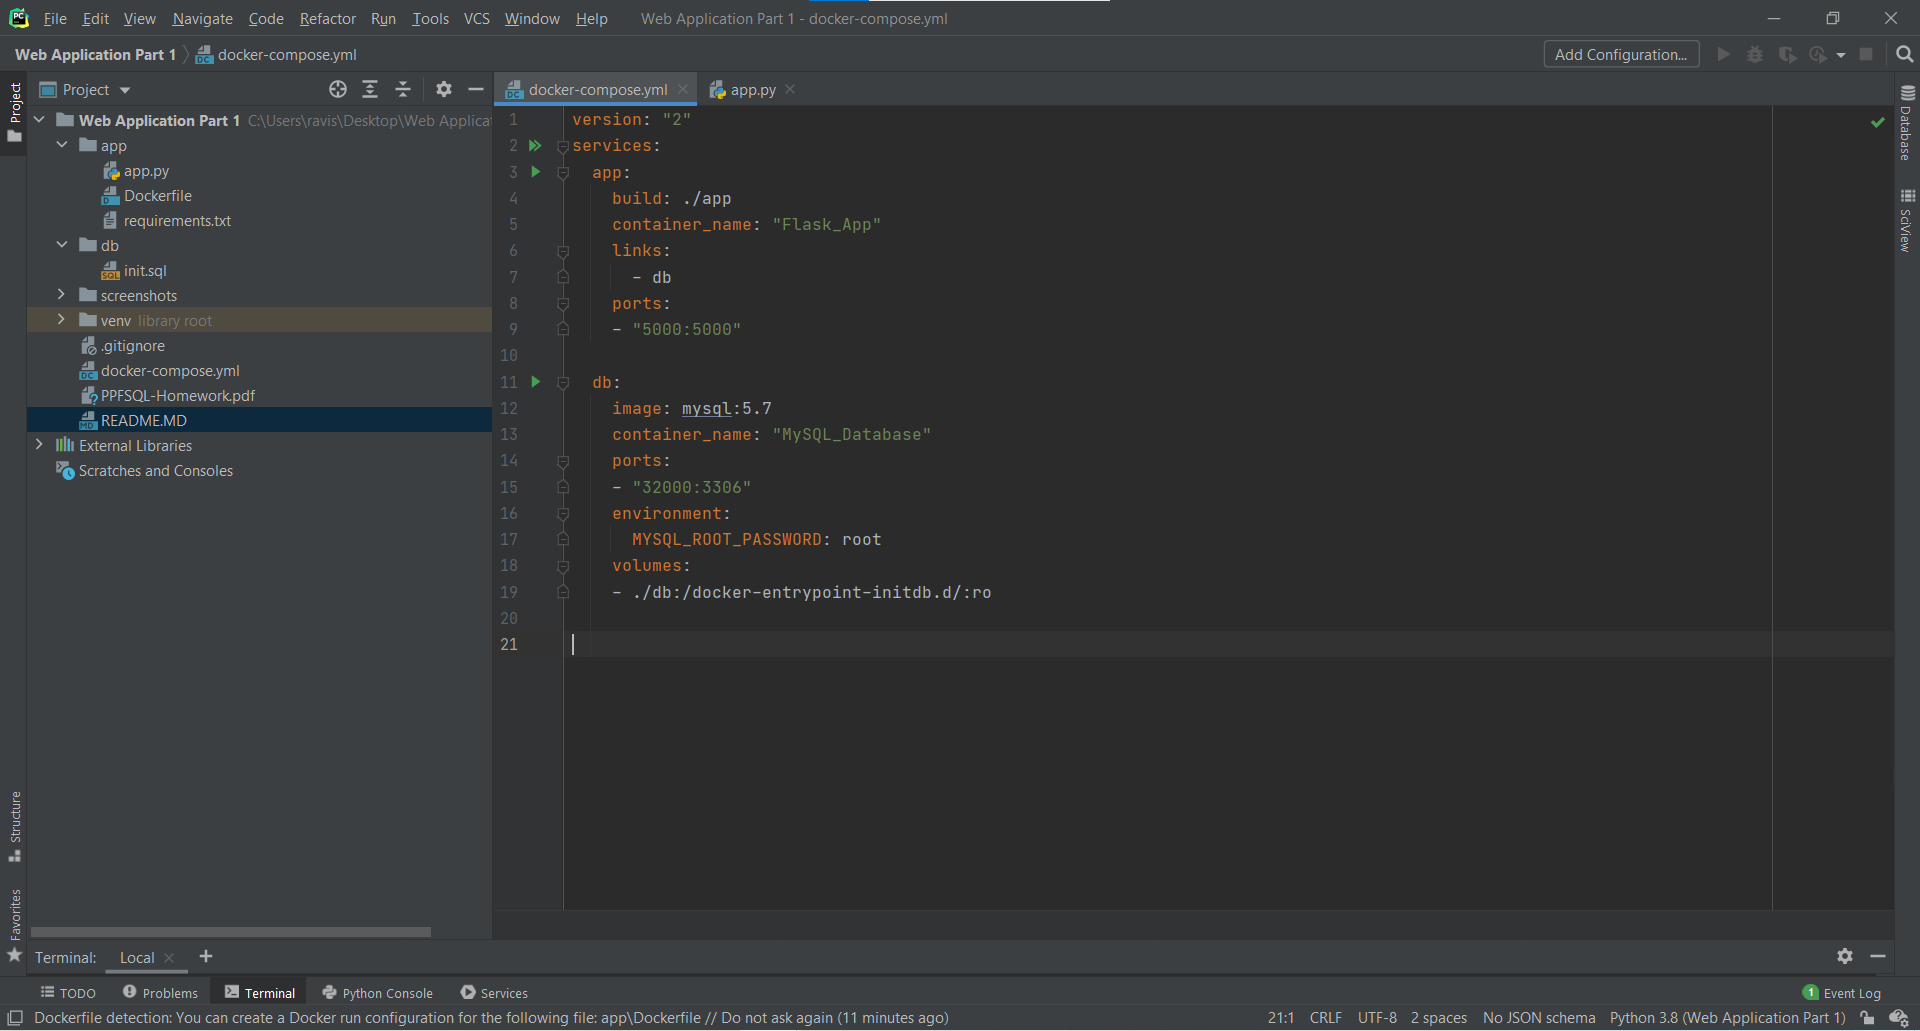 File Edit View Navigate Code Refactor Run Tools VCS Window Help Web Application Part 1 - docker-compose.yml
Web Application Part 1 docker-compose.yml Add Configuration...
Project
Project
docker-compose.yml app.py
Web Application Part 1 C:\Users\ravis\Desktop\Web Applica
app
app.py
Dockerfile
requirements.txt
db
init.sql
screenshots
venv library root
.gitignore
docker-compose.yml
PPFSQL-Homework.pdf
README.MD
External Libraries
Scratches and Consoles
1 version: "2"
2 services:
3 app:
4 build: ./app
5 container_name: "Flask_App"
6 links:
7 - db
8 ports:
9 - "5000:5000"
10
11 db:
12 image: mysql:5.7
13 container_name: "MySQL_Database"
14 ports:
15 - "32000:3306"
16 environment:
17 MYSQL_ROOT_PASSWORD: root
18 volumes:
19 - ./db:/docker-entrypoint-initdb.d/:ro
20
21
Database
SciView
Structure
Favorites
Terminal: Local
TODO Problems Terminal Python Console Services 1 Event Log
Dockerfile detection: You can create a Docker run configuration for the following file: app\Dockerfile // Do not ask again (11 minutes ago) 21:1 CRLF UTF-8 2 spaces No JSON schema Python 3.8 (Web Application Part 1)